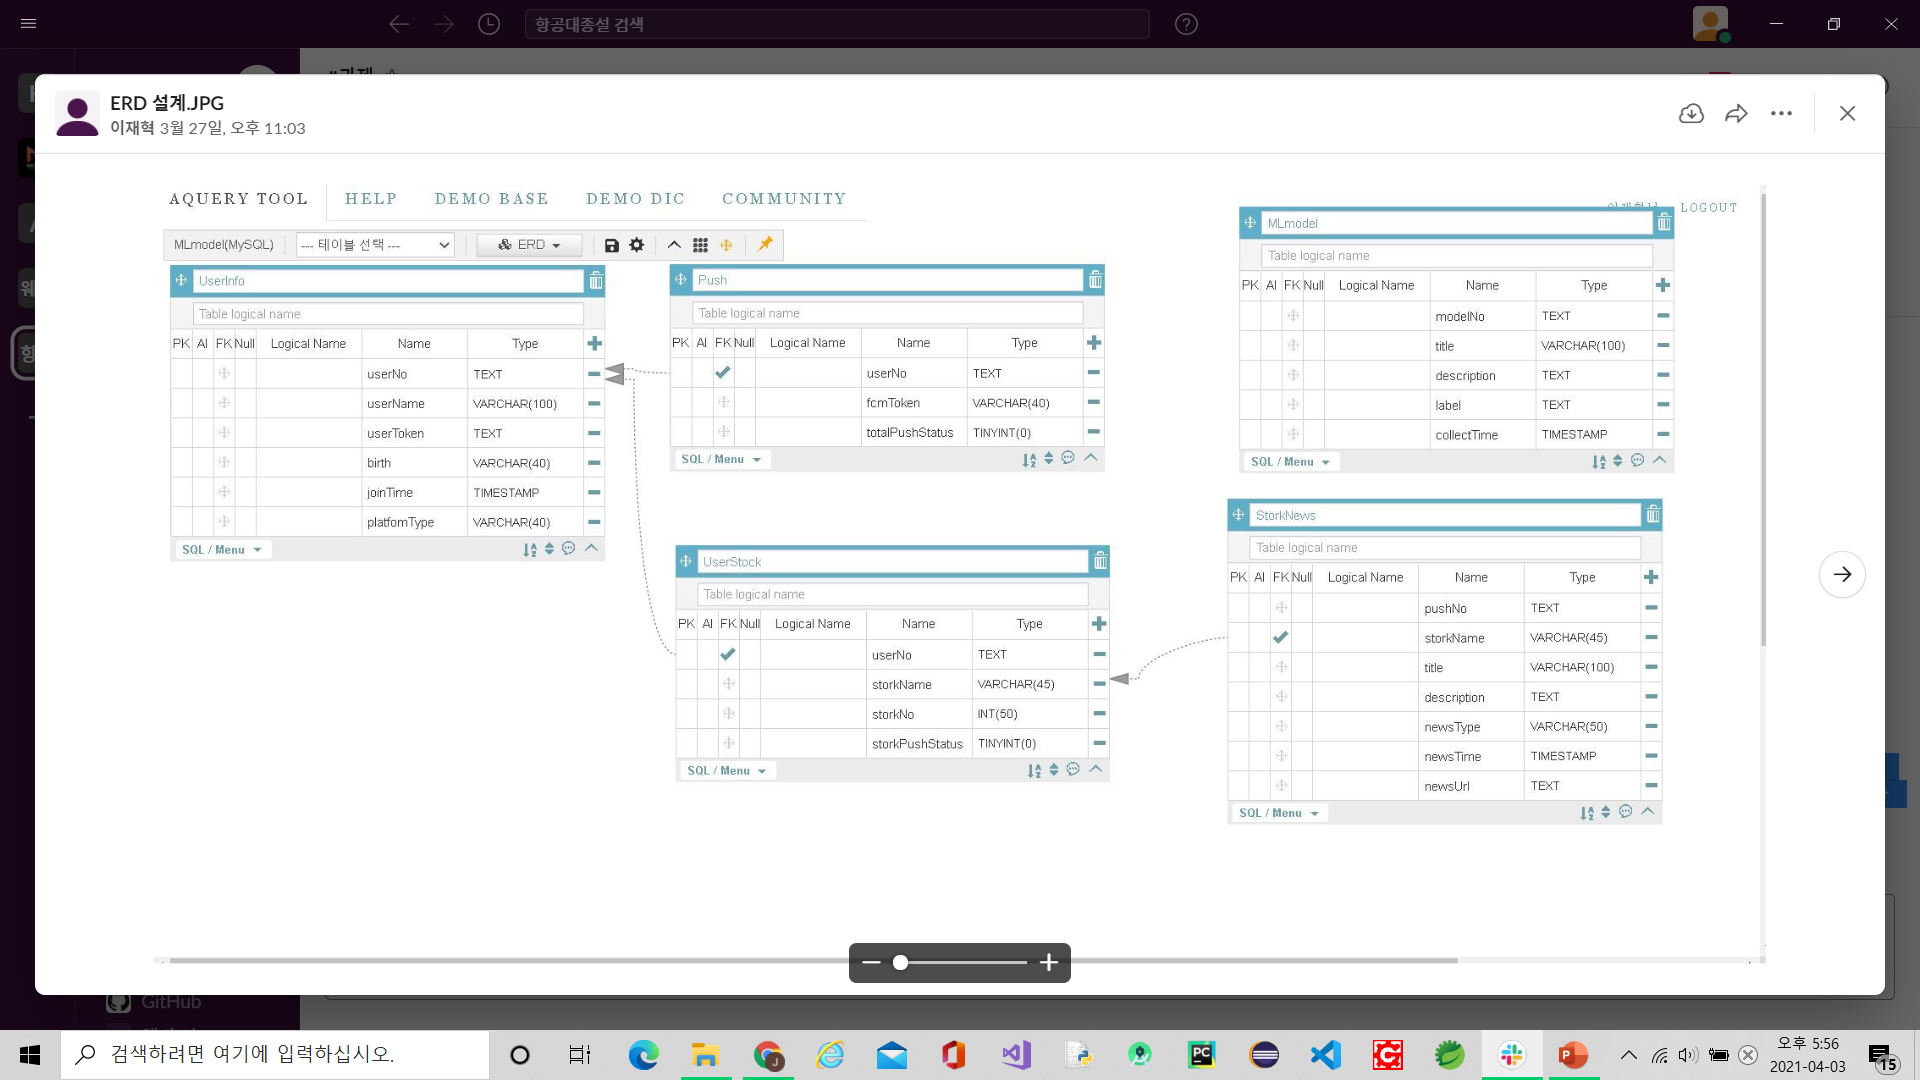 항공대종설 검색
ERD 설계.JPG
이재혁 3월 27일, 오후 11:03
AQUERY TOOL
HELP
DEMO BASE
DEMO DIC
COMMUNITY
LOGOUT
MLmodel(MySQL)
--- 테이블 선택 ---
ERD
UserInfo
Table logical name
PK AI FK Null Logical Name Name Type
userNo TEXT
userName VARCHAR(100)
userToken TEXT
birth VARCHAR(40)
joinTime TIMESTAMP
platfomType VARCHAR(40)
SQL / Menu
Push
Table logical name
PK AI FK Null Logical Name Name Type
userNo TEXT
fcmToken VARCHAR(40)
totalPushStatus TINYINT(0)
SQL / Menu
MLmodel
Table logical name
PK AI FK Null Logical Name Name Type
modelNo TEXT
title VARCHAR(100)
description TEXT
label TEXT
collectTime TIMESTAMP
SQL / Menu
UserStock
Table logical name
PK AI FK Null Logical Name Name Type
userNo TEXT
storkName VARCHAR(45)
storkNo INT(50)
storkPushStatus TINYINT(0)
SQL / Menu
StorkNews
Table logical name
PK AI FK Null Logical Name Name Type
pushNo TEXT
storkName VARCHAR(45)
title VARCHAR(100)
description TEXT
newsType VARCHAR(50)
newsTime TIMESTAMP
newsUrl TEXT
SQL / Menu
GitHub
검색하려면 여기에 입력하십시오.
오후 5:56
2021-04-03
15